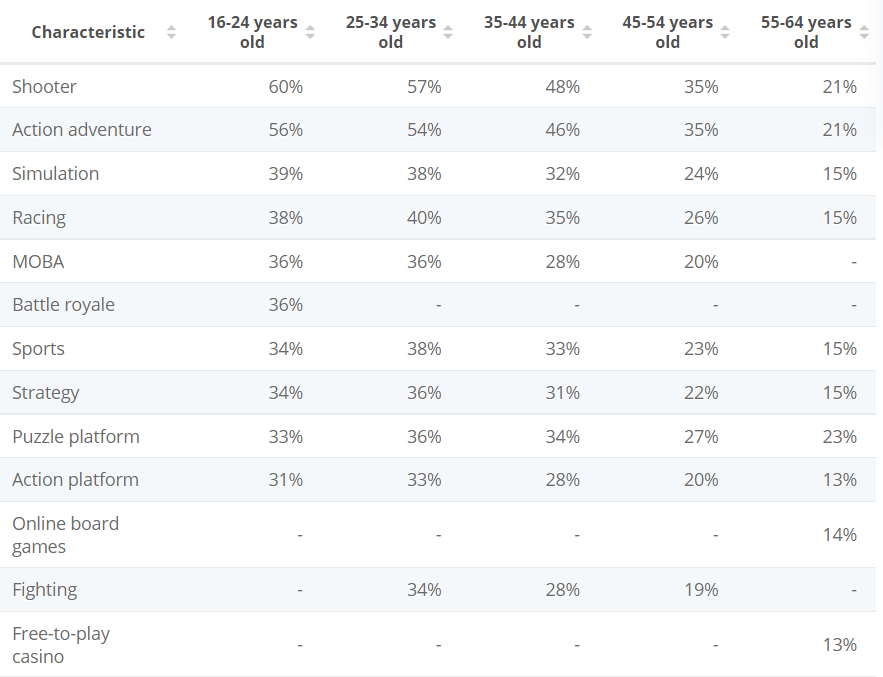 Characteristic 16-24 years old 25-34 years old 35-44 years old 45-54 years old 55-64 years old
Shooter 60% 57% 48% 35% 21%
Action adventure 56% 54% 46% 35% 21%
Simulation 39% 38% 32% 24% 15%
Racing 38% 40% 35% 26% 15%
MOBA 36% 36% 28% 20% -
Battle royale 36% - - - -
Sports 34% 38% 33% 23% 15%
Strategy 34% 36% 31% 22% 15%
Puzzle platform 33% 36% 34% 27% 23%
Action platform 31% 33% 28% 20% 13%
Online board games - - - - 14%
Fighting - 34% 28% 19% -
Free-to-play casino - - - - 13%